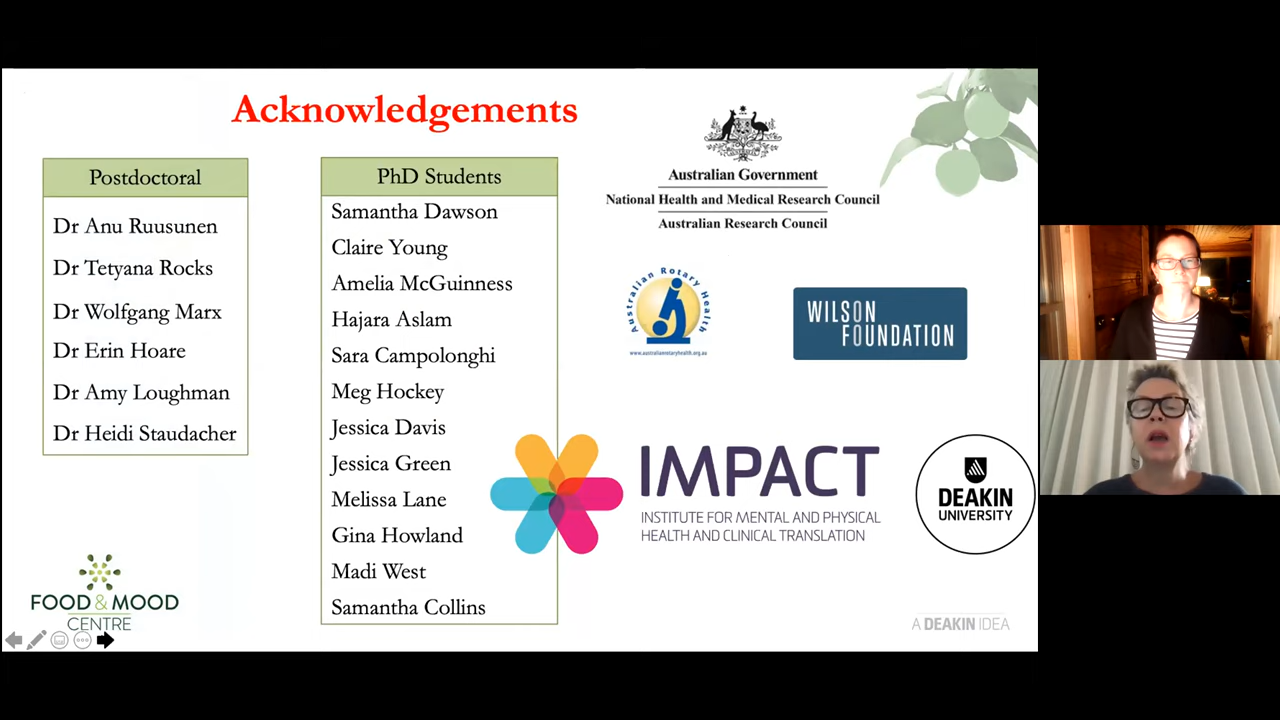 Acknowledgements
Postdoctoral
Dr Anu Ruusunen
Dr Tetyana Rocks
Dr Wolfgang Marx
Dr Erin Hoare
Dr Amy Loughman
Dr Heidi Staudacher
PhD Students
Samantha Dawson
Claire Young
Amelia McGuinness
Hajara Aslam
Sara Campolonghi
Meg Hockey
Jessica Davis
Jessica Green
Melissa Lane
Gina Howland
Madi West
Samantha Collins
Australian Government
National Health and Medical Research Council
Australian Research Council
Australian Rotary Health
www.australianrotaryhealth.org.au
WILSON
FOUNDATION
IMPACT
INSTITUTE FOR MENTAL AND PHYSICAL
HEALTH AND CLINICAL TRANSLATION
DEAKIN
UNIVERSITY
FOOD & MOOD
CENTRE
A DEAKIN IDEA